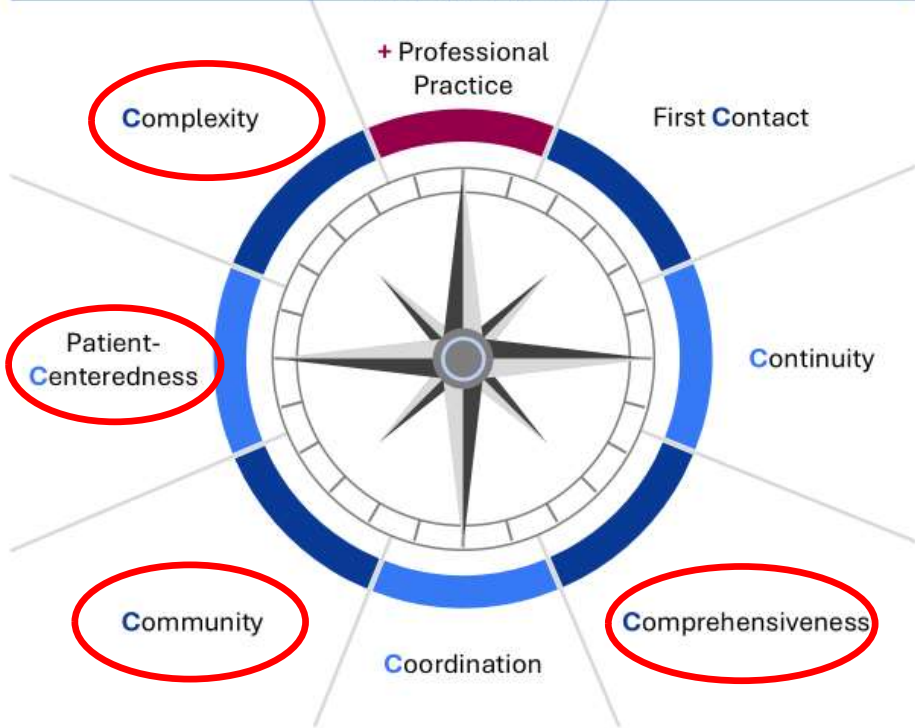 + Professional
Practice
Complexity
First Contact
Patient-
Centeredness
Continuity
Community
Comprehensiveness
Coordination